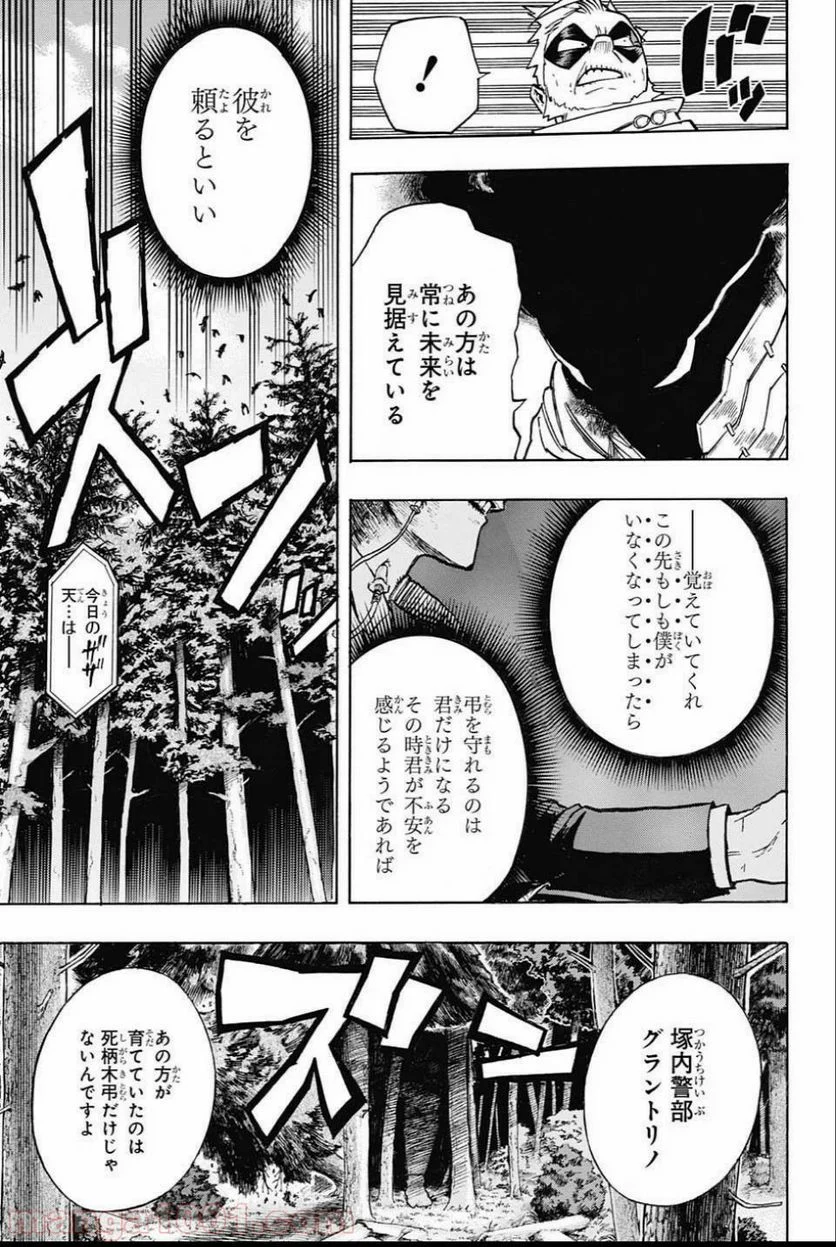 ！
あの方は
常に未来を
見据えている
──覚えていてくれ
この先もしも僕が
いなくなってしまったら
弔を守れるのは
君だけになる
その時君が不安を
感じるようであれば
彼を
頼るといい
ズズン
今日の
ザザ
天…は──
塚内警部
グラントリノ
ズズン
あの方が
育てていたのは
死柄木弔だけじゃ
ないんですよ